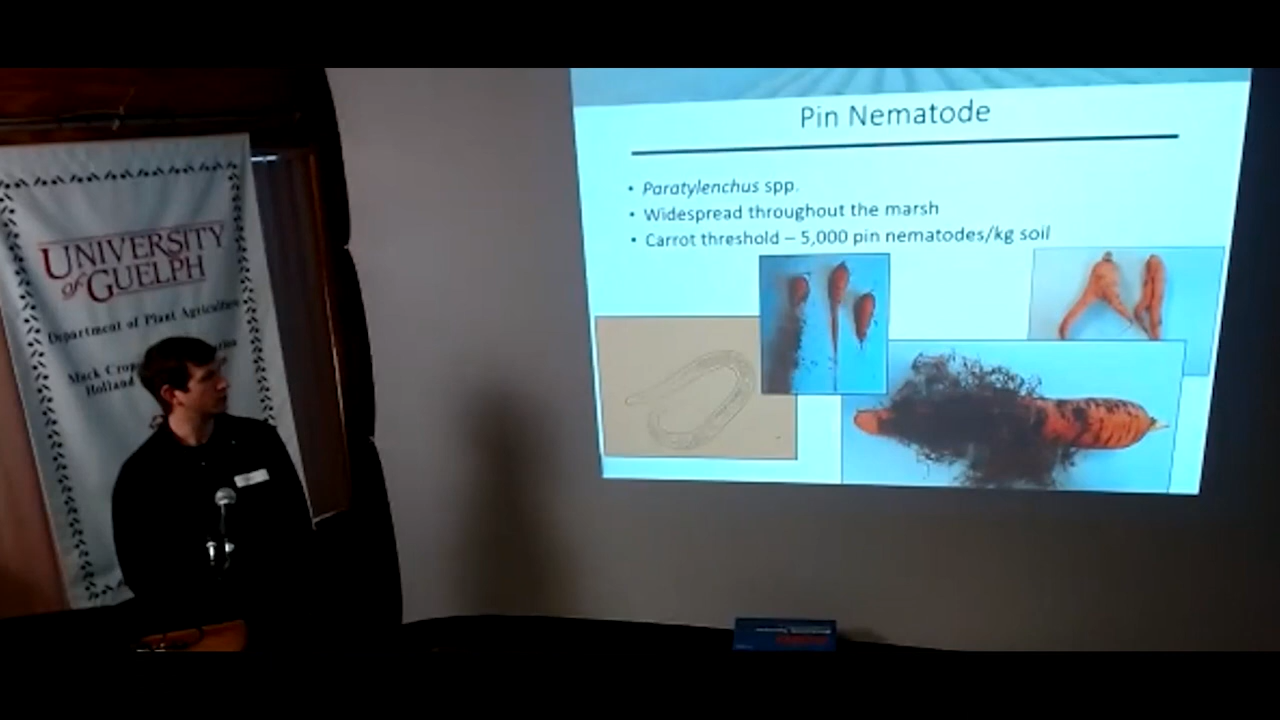 Pin Nematode
• Paratylenchus spp.
• Widespread throughout the marsh
• Carrot threshold – 5,000 pin nematodes/kg soil
UNIVERSITY
of GUELPH
Department of Plant Agriculture
Muck Crop
Holland